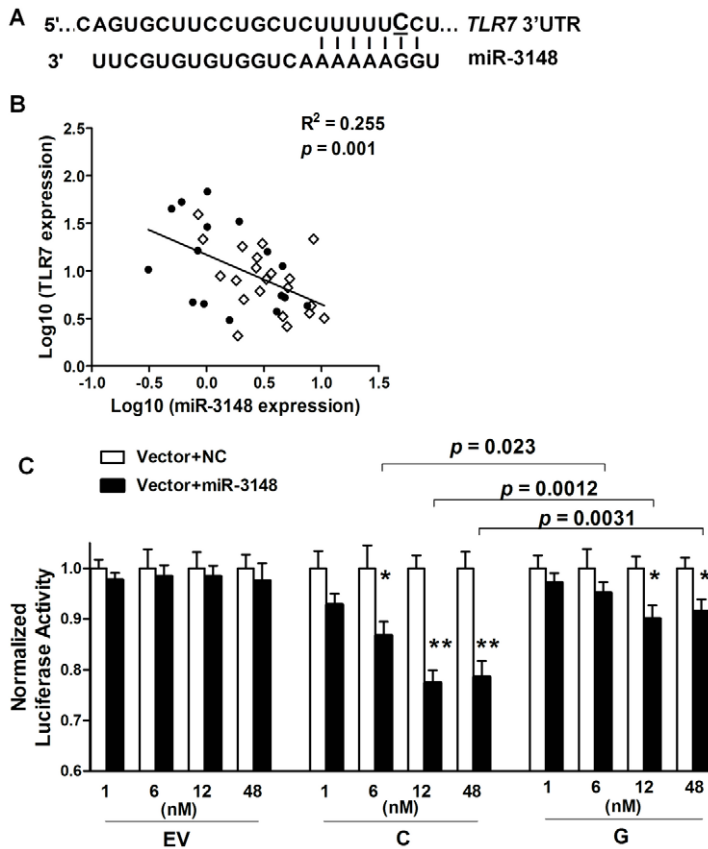 A
5'...CAGUGCUUCCUGCUCUUUUUCCU... TLR7 3'UTR
3' UUCGUGUGUGGUCAAAAAAGGU miR-3148
B
R² = 0.255
p = 0.001
2.5
2.0
1.5
1.0
0.5
0.0
Log10 (TLR7 expression)
-1.0 -0.5 0.0 0.5 1.0 1.5
Log10 (miR-3148 expression)
C
Vector+NC
Vector+miR-3148
p = 0.023
p = 0.0012
p = 0.0031
Normalized
Luciferase Activity
1.0
0.9
0.8
0.7
0.6
* ** ** * *
1 6 12 48 1 6 12 48 1 6 12 48
(nM) (nM) (nM)
EV C G